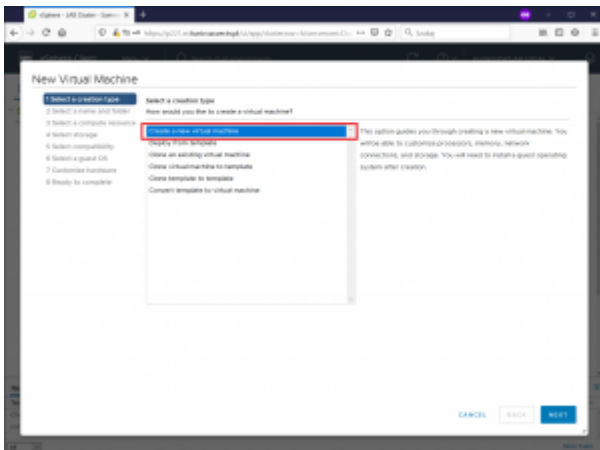 New Virtual Machine
1 Select a creation type
2 Select a name and folder
3 Select a compute resource
4 Select storage
5 Select compatibility
6 Select a guest OS
7 Customize hardware
8 Ready to complete
Select a creation type
How would you like to create a virtual machine?
Create a new virtual machine
Deploy from template
Clone an existing virtual machine
Clone virtual machine to template
Clone template to template
Convert template to virtual machine
This option guides you through creating a new virtual machine. You
will be able to customize processors, memory, network
connections, and storage. You will need to install a guest operating
system after creation.
CANCEL
BACK
NEXT